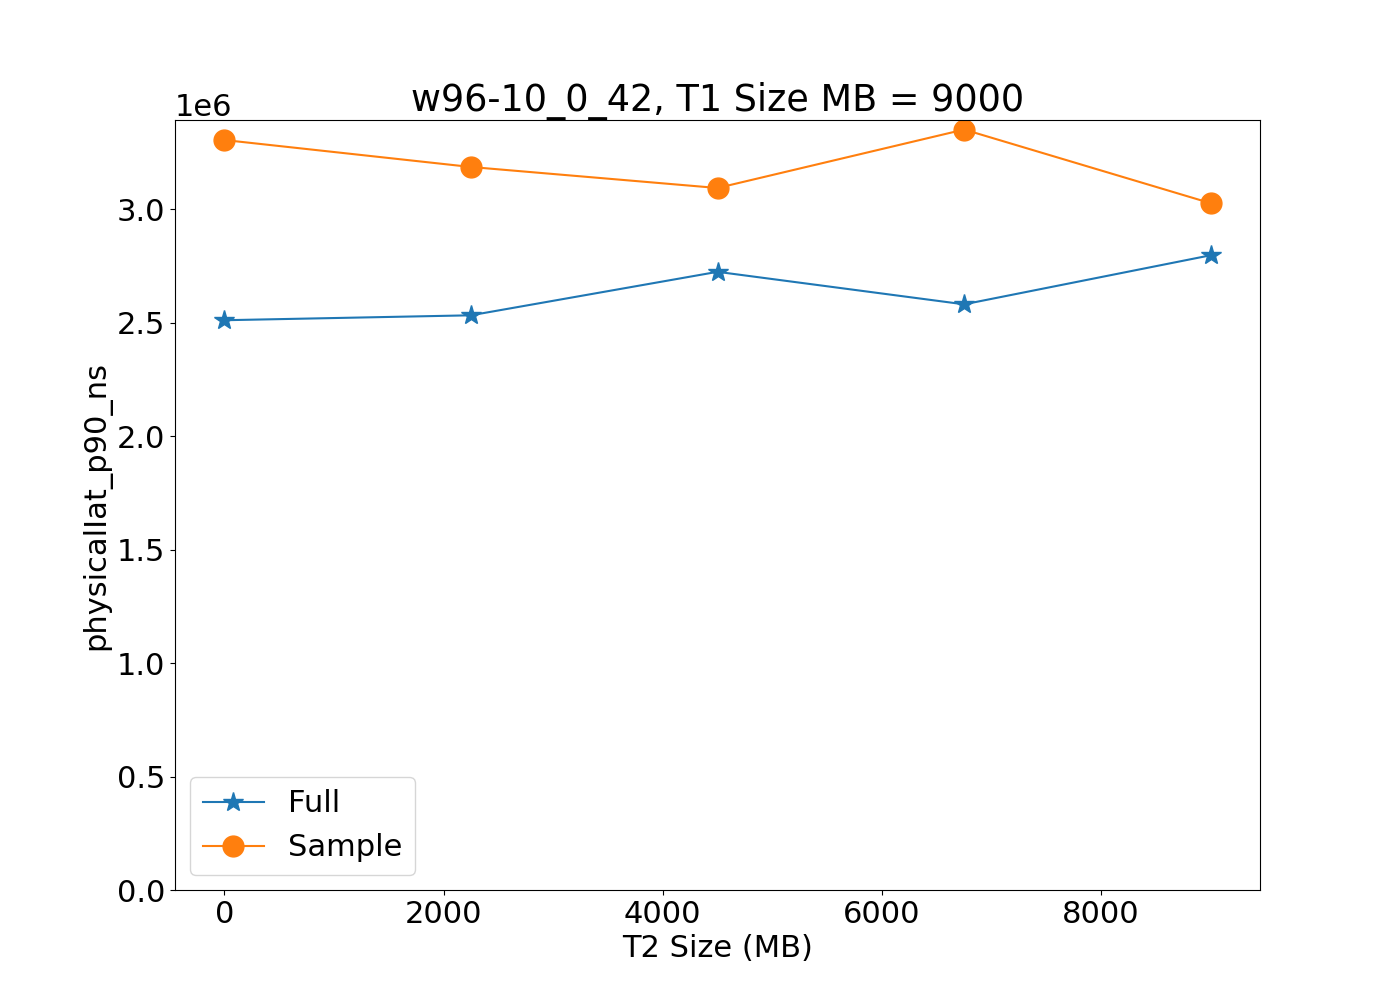 w96-10_0_42, T1 Size MB = 9000
1e6
3.0
2.5
2.0
1.5
1.0
0.5
0.0
physicallat_p90_ns
Full
Sample
0 2000 4000 6000 8000
T2 Size (MB)